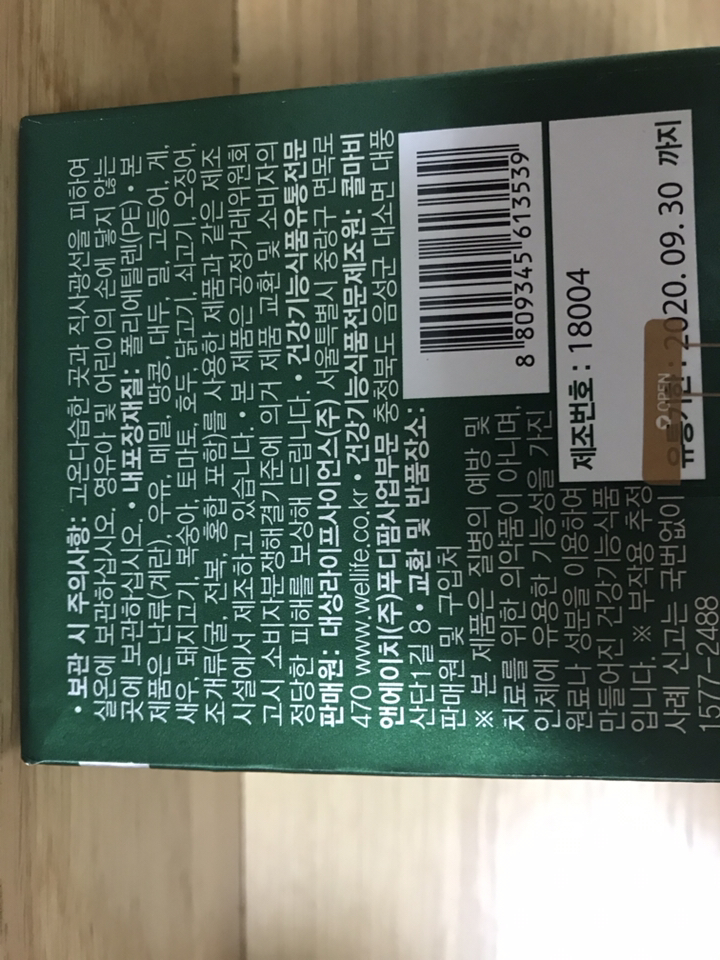 • 보관 시 주의사항: 고온다습한 곳과 직사광선을 피하여
실온에 보관하십시오. 영유아 및 어린이의 손에 닿지 않는
곳에 보관하십시오. • 내포장재질: 폴리에틸렌(PE) • 본
제품은 난류(계란), 우유, 메밀, 땅콩, 대두, 밀, 고등어, 게,
새우, 돼지고기, 복숭아, 토마토, 호두, 닭고기, 쇠고기, 오징어,
조개류(굴, 전복, 홍합 포함)를 사용한 제품과 같은 제조
시설에서 제조하고 있습니다. • 본 제품은 공정거래위원회
고시 소비자분쟁해결기준에 의거 제품 교환 및 소비자의
정당한 피해를 보상해 드립니다. • 건강기능식품유통전문
판매원: 대상라이프사이언스(주) 서울특별시 중랑구 면목로
470 www.wellife.co.kr • 건강기능식품전문제조원: 콜마비
앤에이치(주)푸디팜사업부문 충청북도 음성군 대소면 대풍
산단1길 8 • 교환 및 반품장소:
판매원 및 구입처
※ 본 제품은 질병의 예방 및
치료를 위한 의약품이 아니며,
인체에 유용한 기능성을 가진
원료나 성분을 이용하여
만들어진 건강기능식품
입니다. ※ 부작용 추정
사례 신고는 국번없이
1577-2488
8 809345 613539
제조번호 : 18004
유통기한 : 2020. 09. 30 까지
OPEN